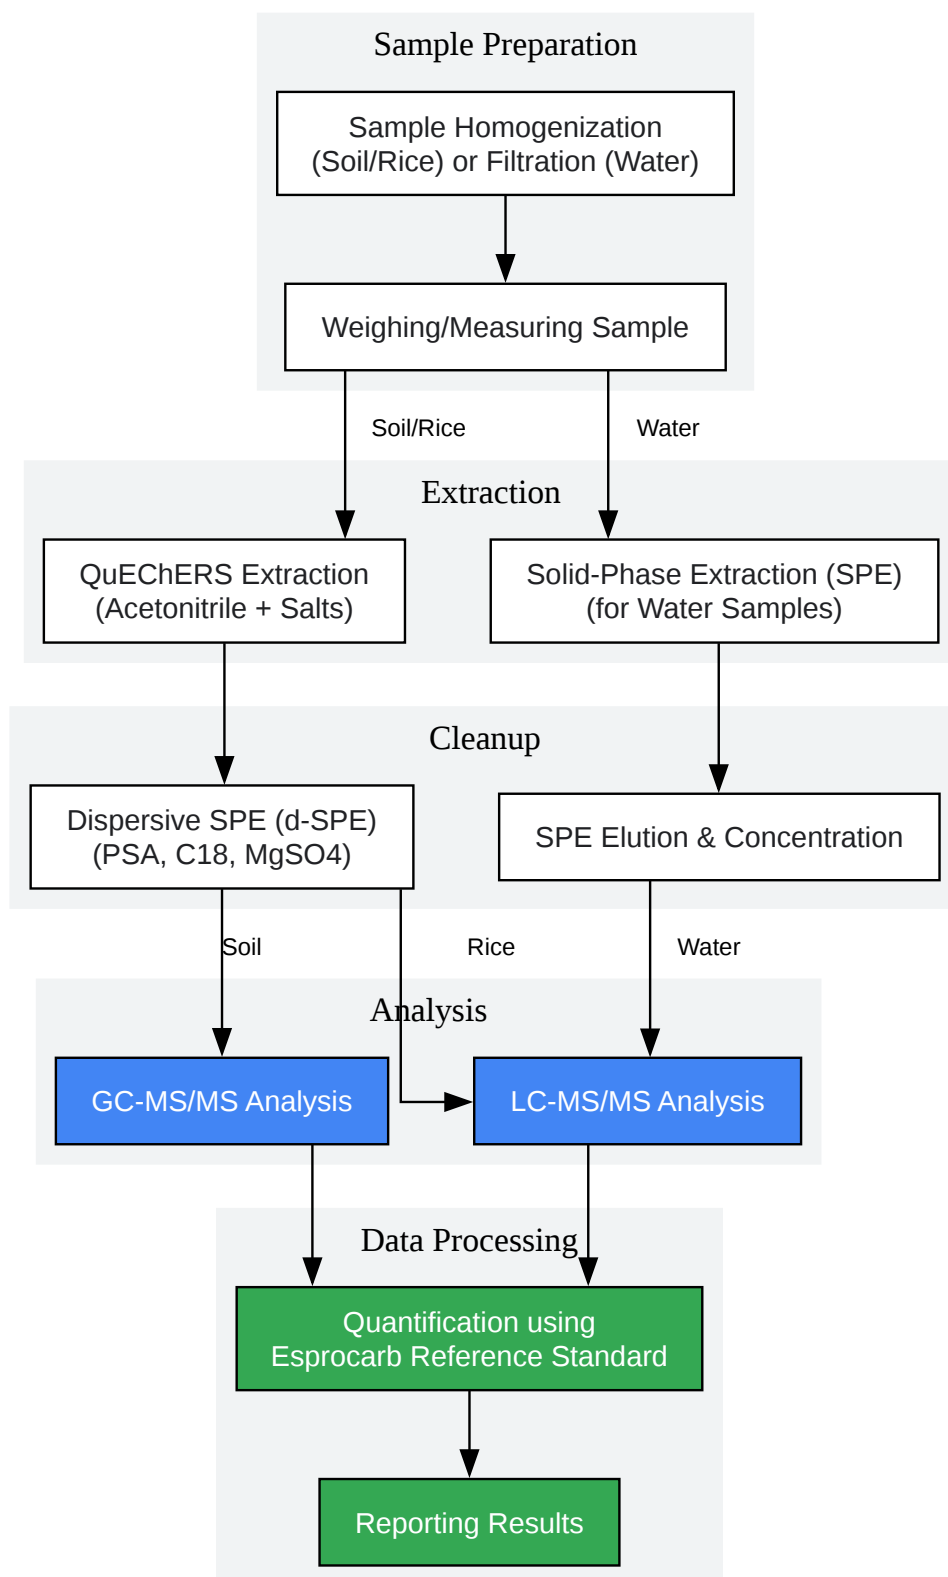 Sample Preparation
Sample Homogenization
(Soil/Rice) or Filtration (Water)
Weighing/Measuring Sample
Soil/Rice
Water
Extraction
QuEChERS Extraction
(Acetonitrile + Salts)
Solid-Phase Extraction (SPE)
(for Water Samples)
Cleanup
Dispersive SPE (d-SPE)
(PSA, C18, MgSO4)
SPE Elution & Concentration
Soil
Rice
Water
Analysis
GC-MS/MS Analysis
LC-MS/MS Analysis
Data Processing
Quantification using
Esprocarb Reference Standard
Reporting Results